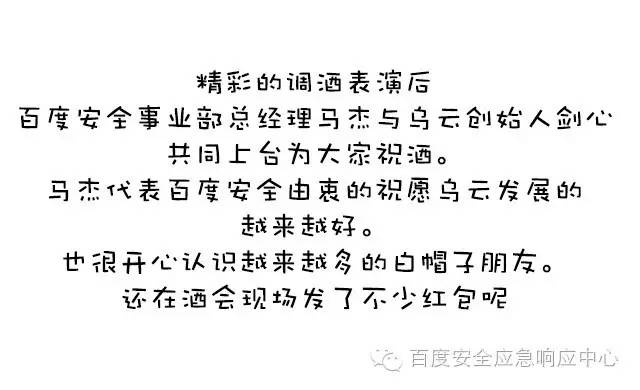 精彩的调酒表演后
百度安全事业部总经理马杰与乌云创始人剑心
共同上台为大家祝酒。
马杰代表百度安全由衷的祝愿乌云发展的
越来越好。
也很开心认识越来越多的白帽子朋友。
还在酒会现场发了不少红包呢
百度安全应急响应中心